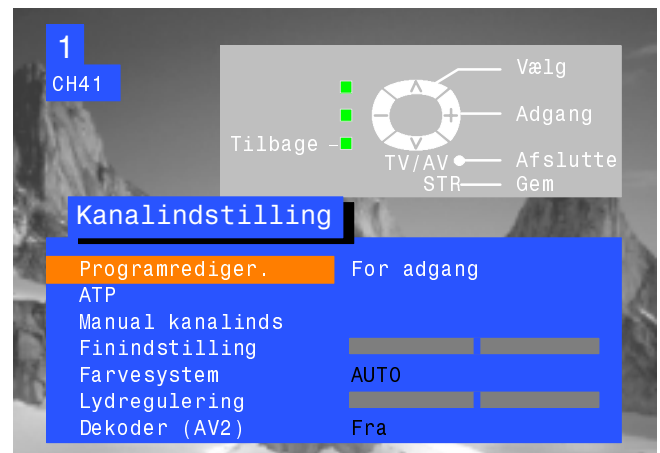 1
CH41
Vælg
Adgang
Tilbage
TV/AV Afslutte
STR Gem
Kanalindstilling
Programrediger. For adgang
ATP
Manual kanalinds
Finindstilling
Farvesystem AUTO
Lydregulering
Dekoder (AV2) Fra